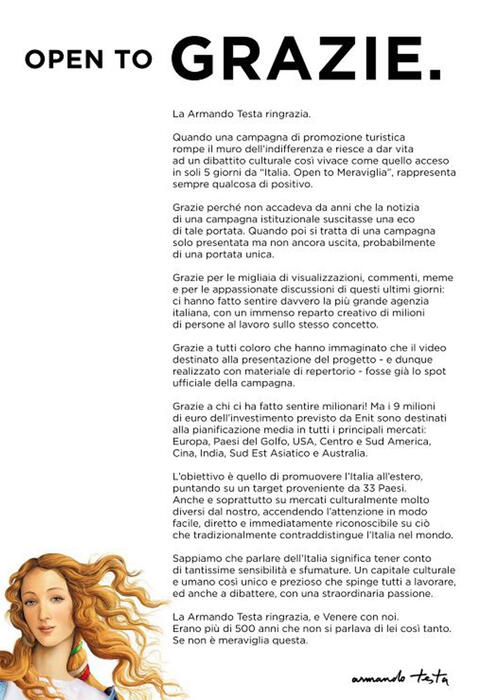 OPEN TO GRAZIE.
La Armando Testa ringrazia.
Quando una campagna di promozione turistica
rompe il muro dell’indifferenza e riesce a dar vita
ad un dibattito culturale così vivace come quello acceso
in soli 5 giorni da “Italia. Open to Meraviglia”, rappresenta
sempre qualcosa di positivo.
Grazie perché non accadeva da anni che la notizia
di una campagna istituzionale suscitasse una eco
di tale portata. Quando poi si tratta di una campagna
solo presentata ma non ancora uscita, probabilmente
di una portata unica.
Grazie per le migliaia di visualizzazioni, commenti, meme
e per le appassionate discussioni di questi ultimi giorni:
ci hanno fatto sentire davvero la più grande agenzia
italiana, con un immenso reparto creativo di milioni
di persone al lavoro sullo stesso concetto.
Grazie a tutti coloro che hanno immaginato che il video
destinato alla presentazione del progetto - e dunque
realizzato con materiale di repertorio - fosse già lo spot
ufficiale della campagna.
Grazie a chi ci ha fatto sentire milionari! Ma i 9 milioni
di euro dell’investimento previsto da Enit sono destinati
alla pianificazione media in tutti i principali mercati:
Europa, Paesi del Golfo, USA, Centro e Sud America,
Cina, India, Sud Est Asiatico e Australia.
L’obiettivo è quello di promuovere l’Italia all’estero,
puntando su un target proveniente da 33 Paesi.
Anche e soprattutto su mercati culturalmente molto
diversi dal nostro, accendendo l’attenzione in modo
facile, diretto e immediatamente riconoscibile su ciò
che tradizionalmente contraddistingue l’Italia nel mondo.
Sappiamo che parlare dell’Italia significa tener conto
di tantissime sensibilità e sfumature. Un capitale culturale
e umano così unico e prezioso che spinge tutti a lavorare,
ed anche a dibattere, con una straordinaria passione.
La Armando Testa ringrazia, e Venere con noi.
Erano più di 500 anni che non si parlava di lei così tanto.
Se non è meraviglia questa.
armando testa